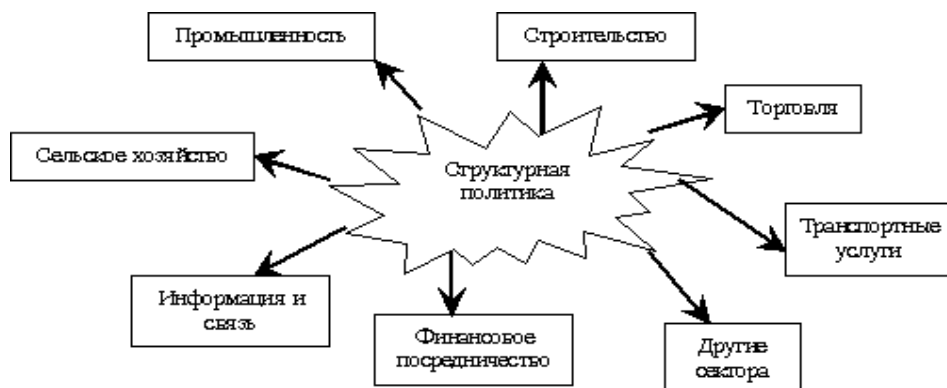 Промышленность
Строительство
Торговля
Сельское хозяйство
Структурная
политика
Транспортные
услуги
Информация и
связь
Финансовое
посредничество
Другие
сектора